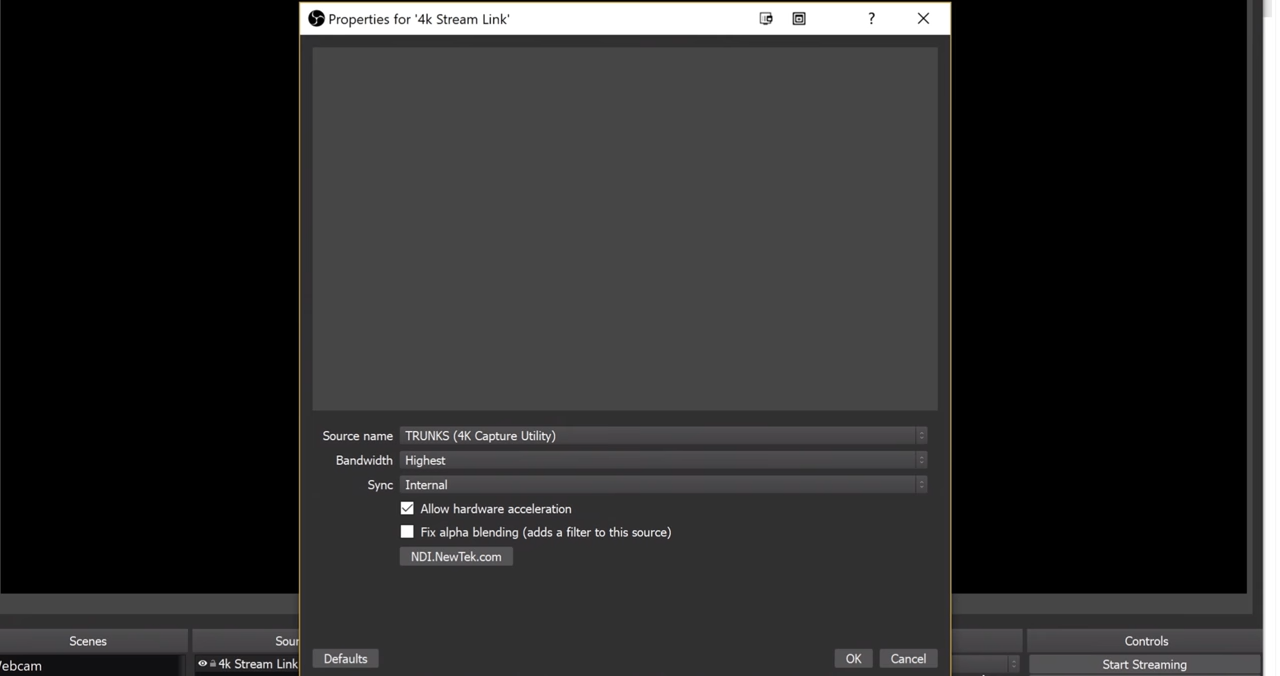 Properties for '4k Stream Link'
?
Source name TRUNKS (4K Capture Utility)
Bandwidth Highest
Sync Internal
Allow hardware acceleration
Fix alpha blending (adds a filter to this source)
NDI.NewTek.com
Defaults OK Cancel
Scenes Sour Controls
Webcam 4k Stream Link Start Streaming